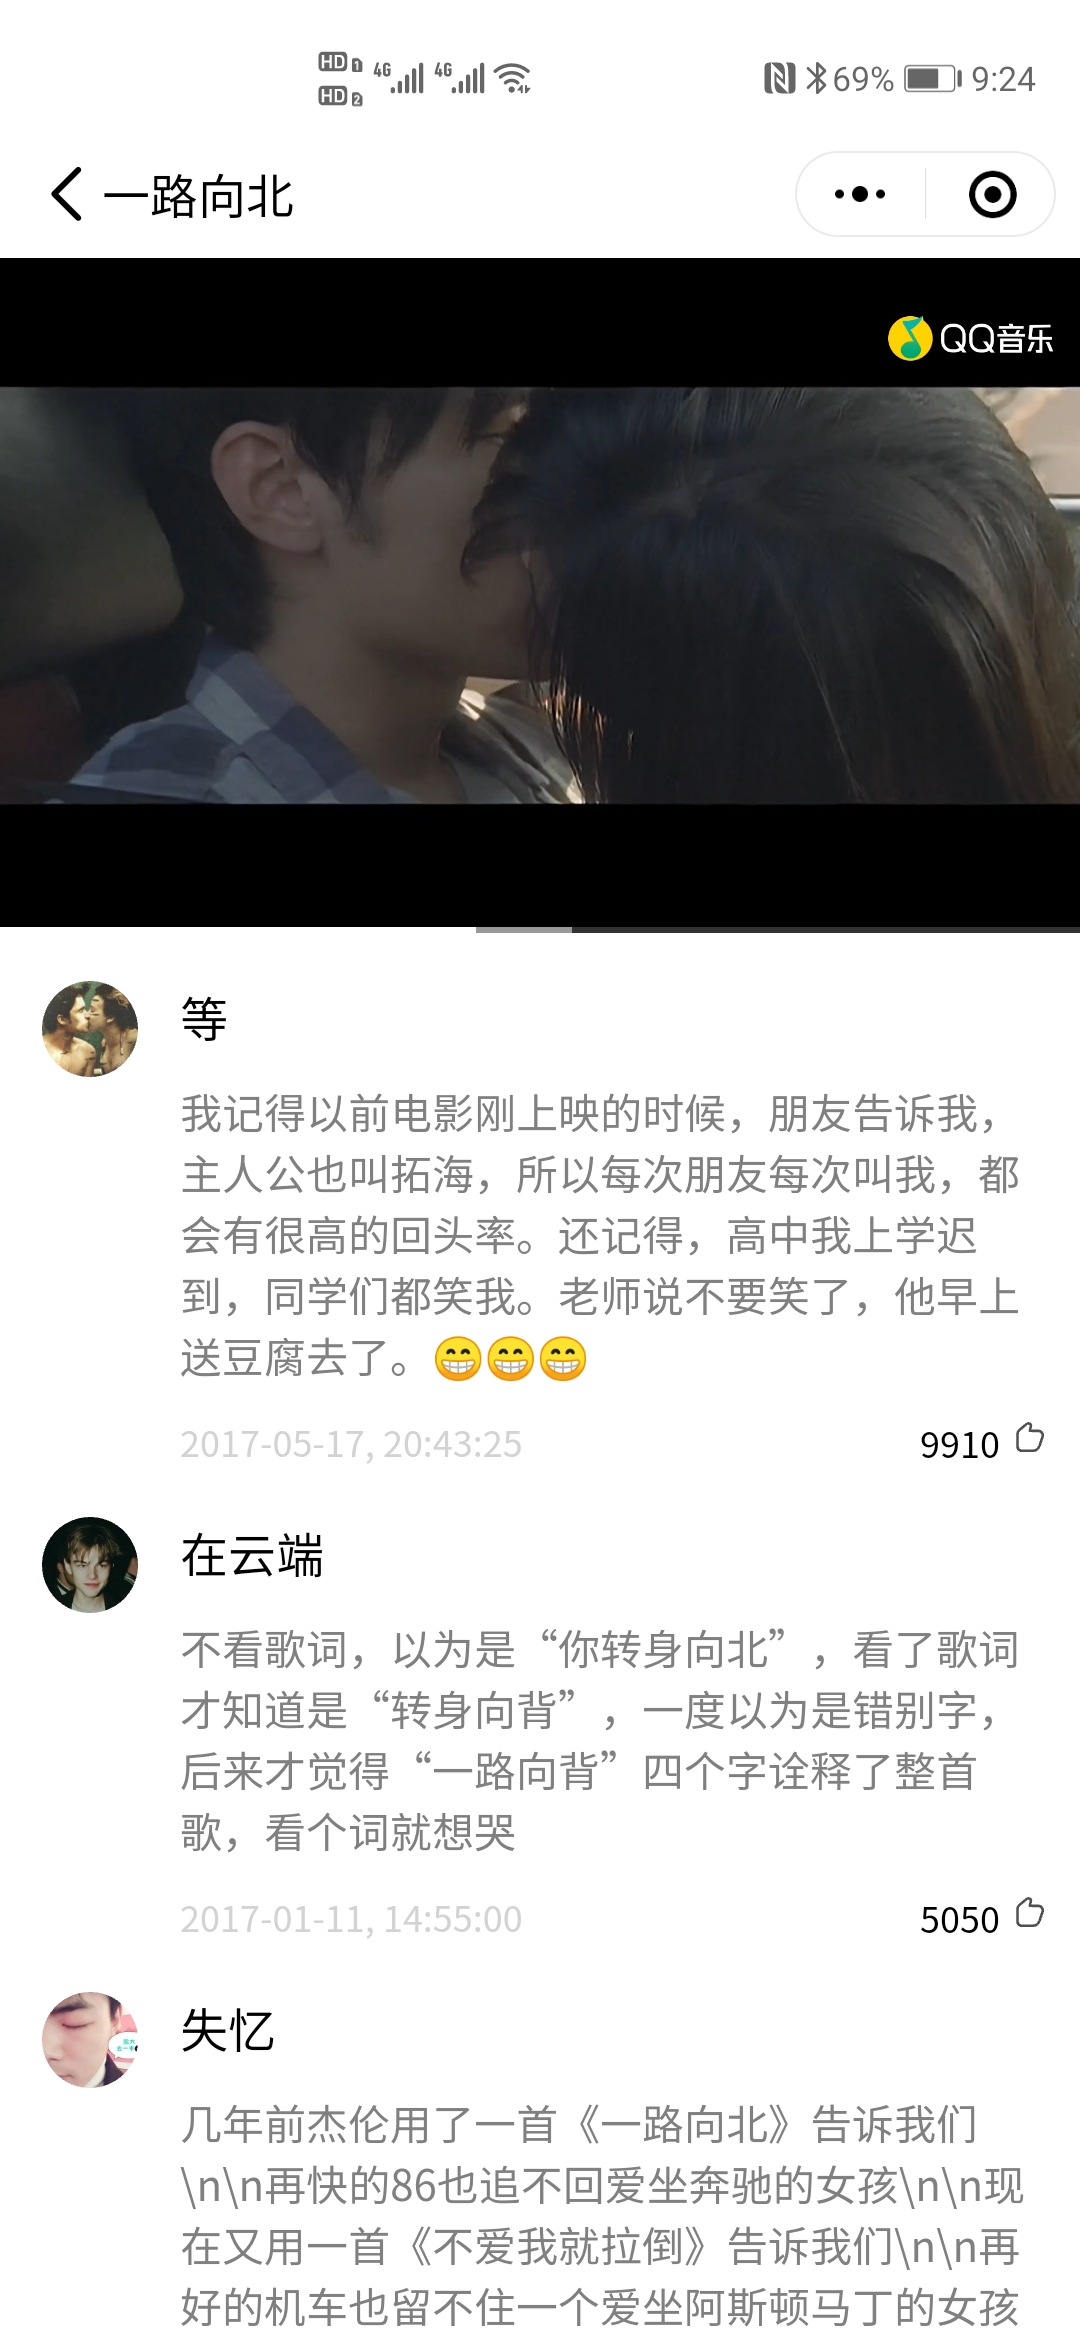 HD 1 4G 4G
HD 2
69% 9:24
一路向北
QQ音乐
等
我记得以前电影刚上映的时候，朋友告诉我，
主人公也叫拓海，所以每次朋友每次叫我，都
会有很高的回头率。还记得，高中我上学迟
到，同学们都笑我。老师说不要笑了，他早上
送豆腐去了。😁😁😁
2017-05-17, 20:43:25
9910
在云端
不看歌词，以为是“你转身向北”，看了歌词
才知道是“转身向背”，一度以为是错别字，
后来才觉得“一路向背”四个字诠释了整首
歌，看个词就想哭
2017-01-11, 14:55:00
5050
失忆
几年前杰伦用了一首《一路向北》告诉我们
\n\n再快的86也追不回爱坐奔驰的女孩\n\n现
在又用一首《不爱我就拉倒》告诉我们\n\n再
好的机车也留不住一个爱坐阿斯顿马丁的女孩